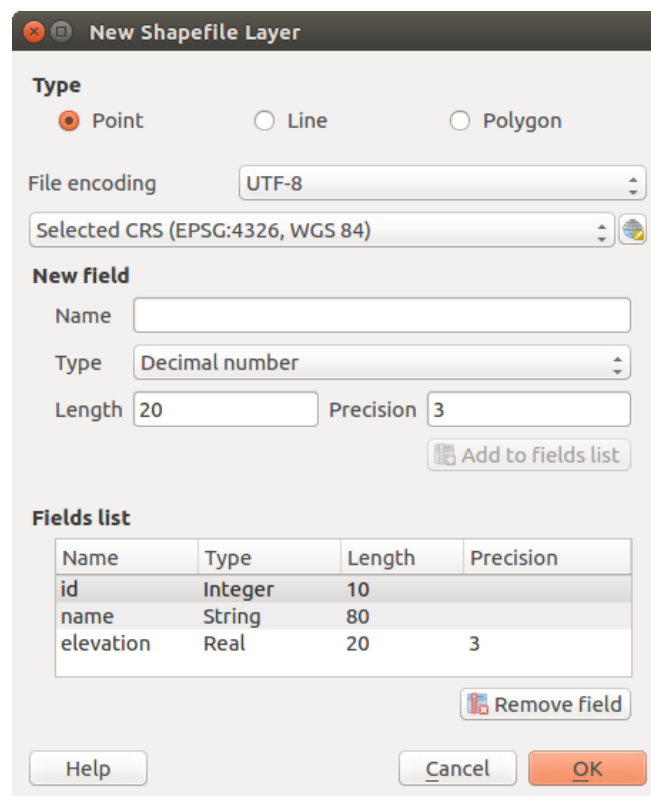 New Shapefile Layer
Type
Point Line Polygon
File encoding UTF-8
Selected CRS (EPSG:4326, WGS 84)
New field
Name
Type Decimal number
Length 20 Precision 3
Add to fields list
Fields list
Name Type Length Precision
id Integer 10
name String 80
elevation Real 20 3
Remove field
Help Cancel OK